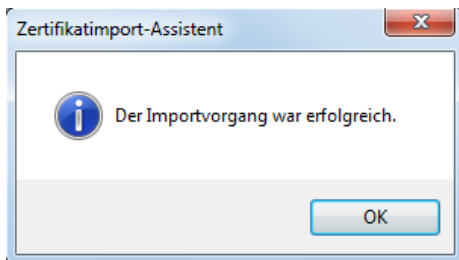 Zertifikatimport-Assistent
Der Importvorgang war erfolgreich.
OK